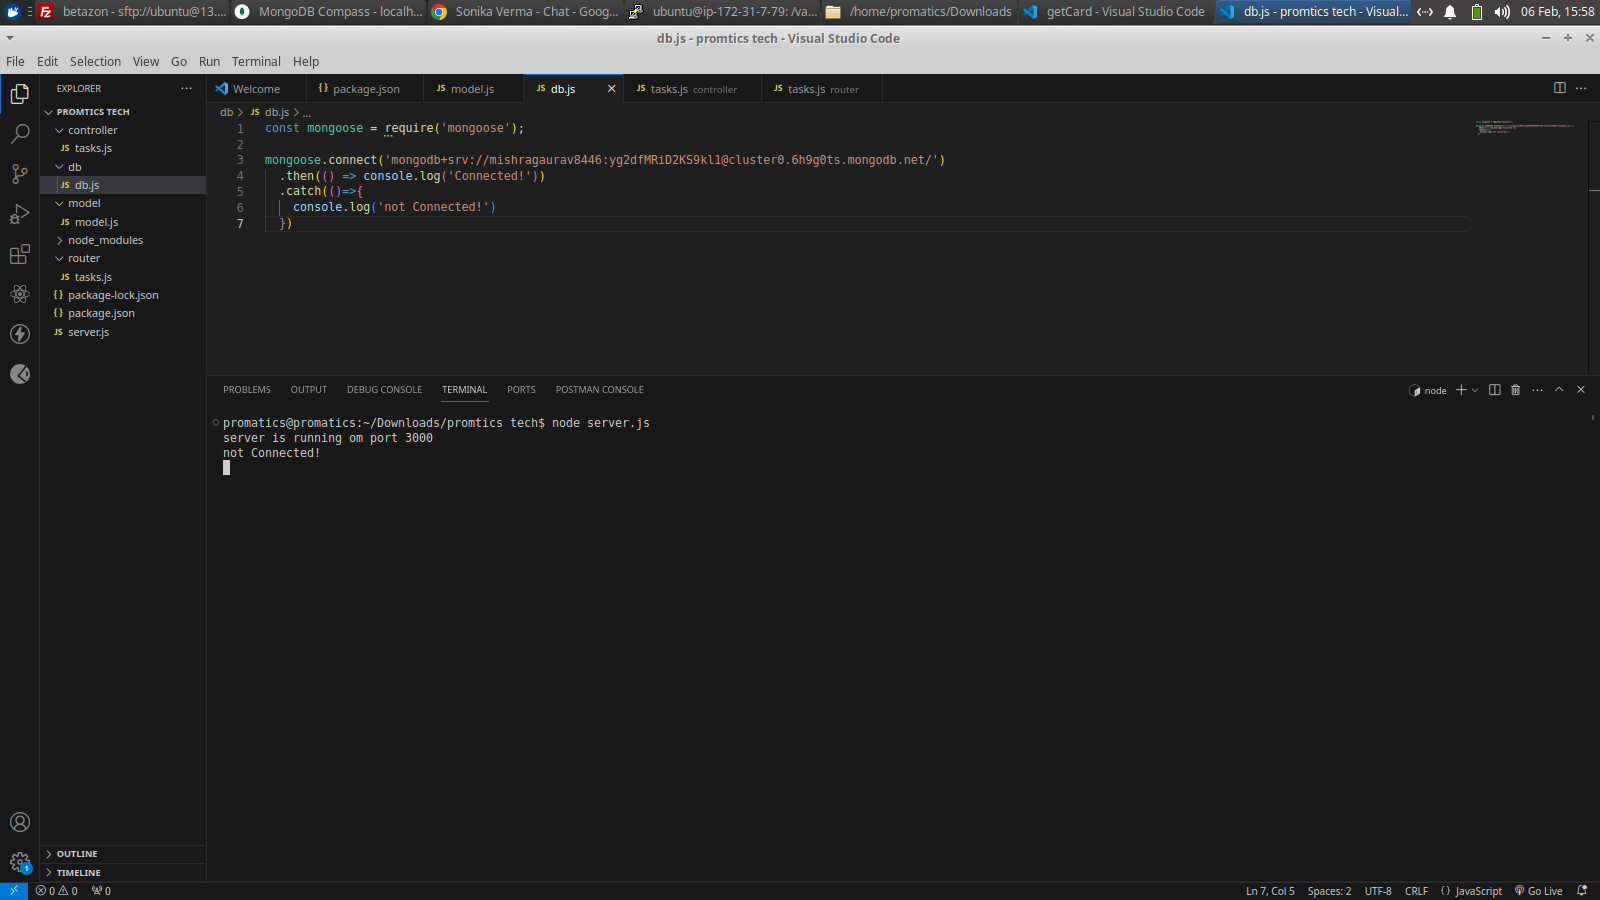 betazon - sftp://ubuntu@13.... MongoDB Compass - localh... Sonika Verma - Chat - Goog... ubuntu@ip-172-31-7-79: /va... /home/promatics/Downloads getCard - Visual Studio Code db.js - promtics tech - Visual... 06 Feb, 15:58
db.js - promtics tech - Visual Studio Code
File Edit Selection View Go Run Terminal Help
EXPLORER
PROMTICS TECH
controller
JS tasks.js
db
JS db.js
model
JS model.js
node_modules
router
JS tasks.js
{} package-lock.json
{} package.json
JS server.js
OUTLINE
TIMELINE
Welcome {} package.json JS model.js JS db.js JS tasks.js controller JS tasks.js router
db > JS db.js > ...
1 const mongoose = require('mongoose');
2
3 mongoose.connect('mongodb+srv://mishragaurav8446:yg2dfMRiD2KS9kl1@cluster0.6h9g0ts.mongodb.net/')
4 .then(() => console.log('Connected!'))
5 .catch(()=>{
6 console.log('not Connected!')
7 })
PROBLEMS OUTPUT DEBUG CONSOLE TERMINAL PORTS POSTMAN CONSOLE node
promatics@promatics:~/Downloads/promtics tech$ node server.js
server is running om port 3000
not Connected!
1
0 0 0 Ln 7, Col 5 Spaces: 2 UTF-8 CRLF {} JavaScript Go Live